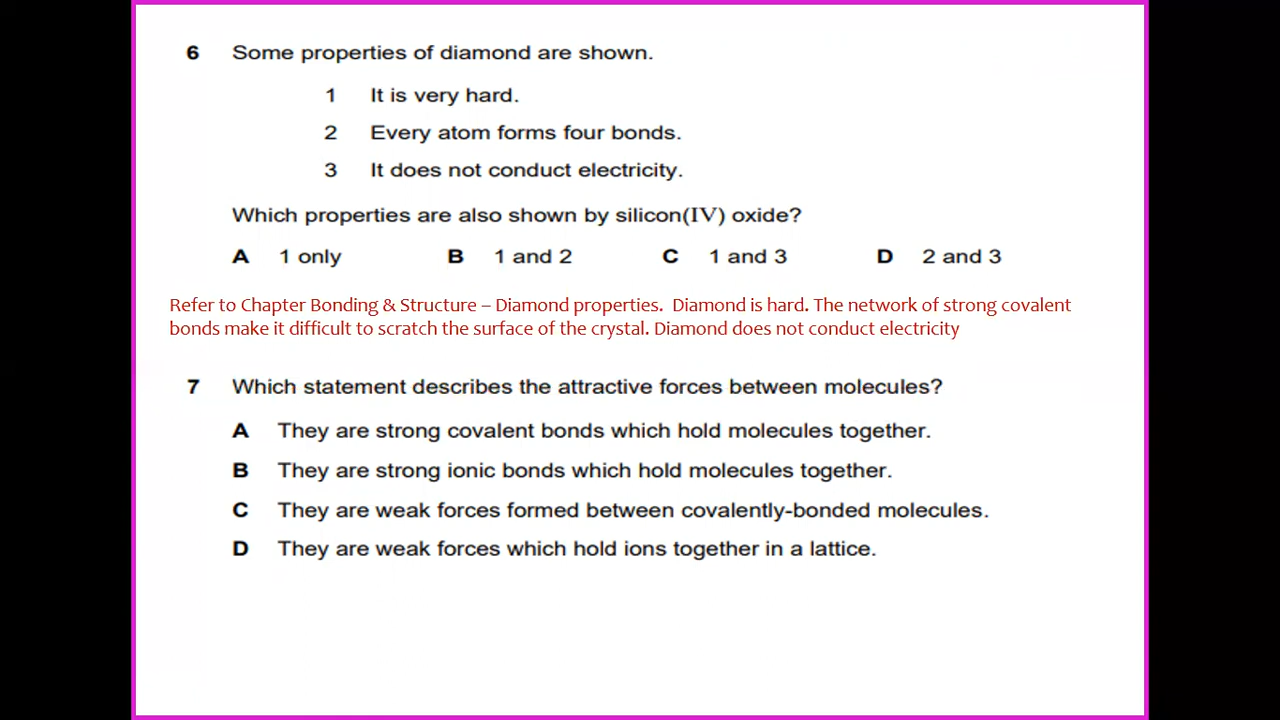 6 Some properties of diamond are shown.
1 It is very hard.
2 Every atom forms four bonds.
3 It does not conduct electricity.
Which properties are also shown by silicon(IV) oxide?
A 1 only B 1 and 2 C 1 and 3 D 2 and 3
Refer to Chapter Bonding & Structure – Diamond properties. Diamond is hard. The network of strong covalent
bonds make it difficult to scratch the surface of the crystal. Diamond does not conduct electricity
7 Which statement describes the attractive forces between molecules?
A They are strong covalent bonds which hold molecules together.
B They are strong ionic bonds which hold molecules together.
C They are weak forces formed between covalently-bonded molecules.
D They are weak forces which hold ions together in a lattice.